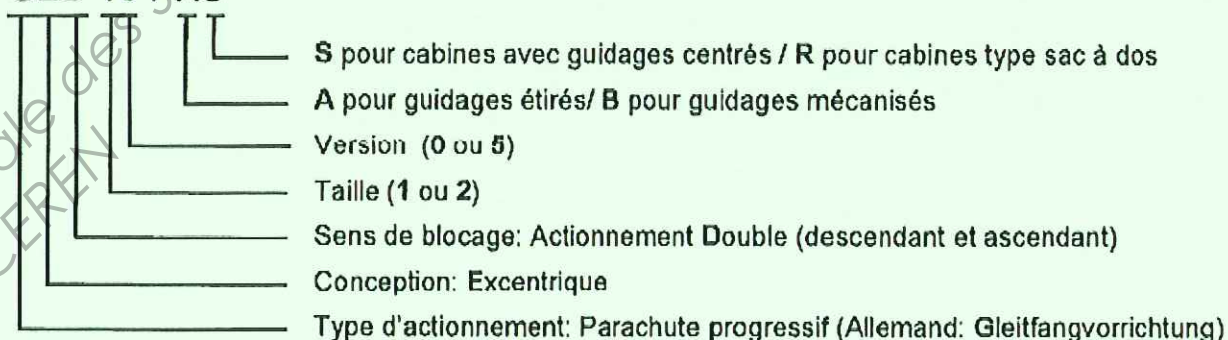 S pour cabines avec guidages centrés / R pour cabines type sac à dos
A pour guidages étirés/ B pour guidages mécanisés
Version (0 ou 5)
Taille (1 ou 2)
Sens de blocage: Actionnement Double (descendant et ascendant)
Conception: Excentrique
Type d'actionnement: Parachute progressif (Allemand: Gleitfangvorrichtung)